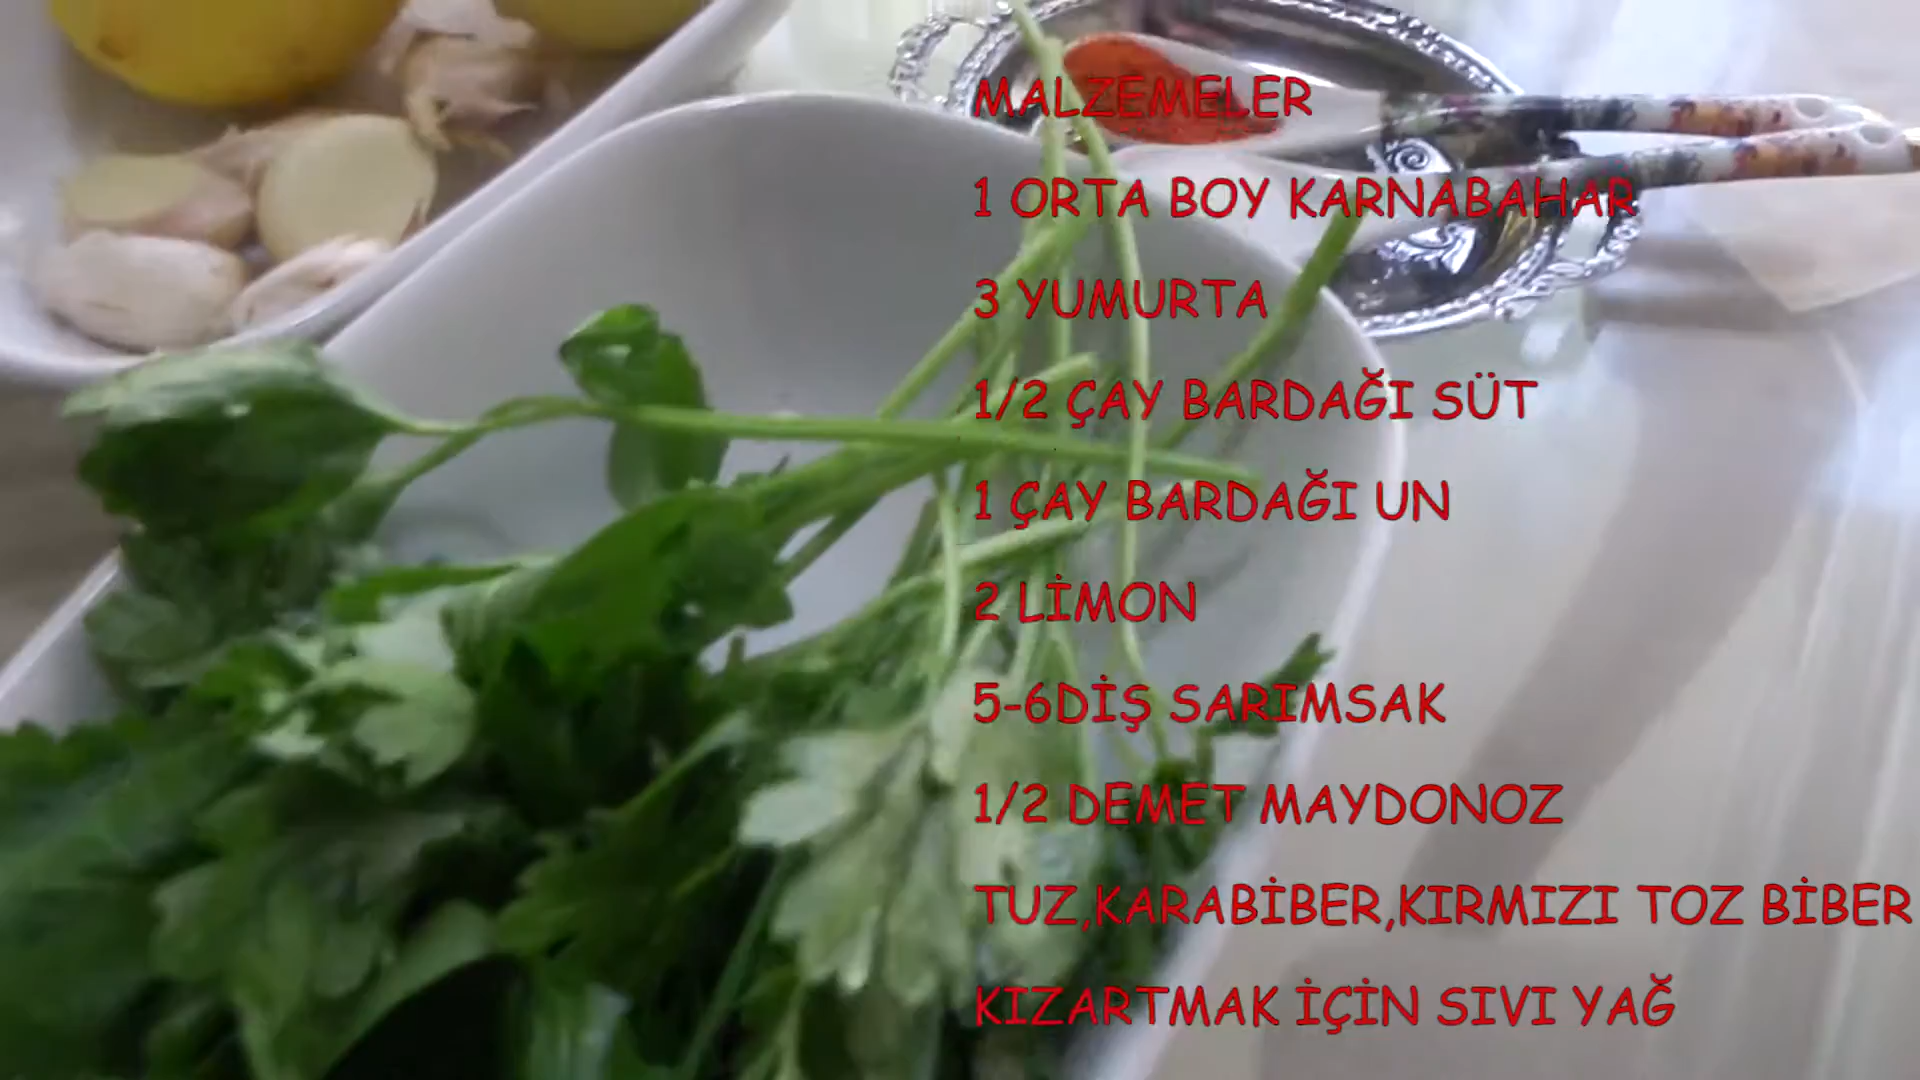 MALZEMELER
1 ORTA BOY KARNABAHAR
3 YUMURTA
1/2 ÇAY BARDAĞI SÜT
1 ÇAY BARDAĞI UN
2 LİMON
5-6DİŞ SARIMSAK
1/2 DEMET MAYDONOZ
TUZ,KARABİBER,KIRMIZI TOZ BİBER
KIZARTMAK İÇİN SIVI YAĞ